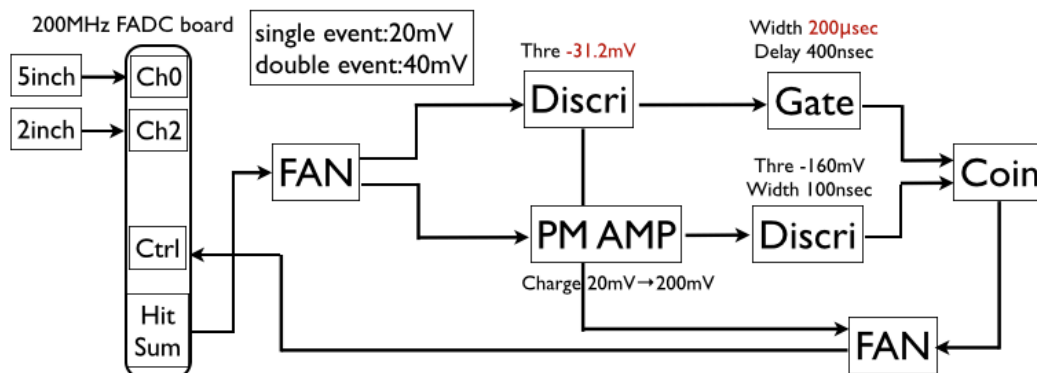 200MHz FADC board
5inch
2inch
Ch0
Ch2
Ctrl
Hit
Sum
single event:20mV
double event:40mV
FAN
Thre -31.2mV
Discri
PM AMP
Charge 20mV→200mV
Width 200μsec
Delay 400nsec
Gate
Thre -160mV
Width 100nsec
Discri
Coin
FAN